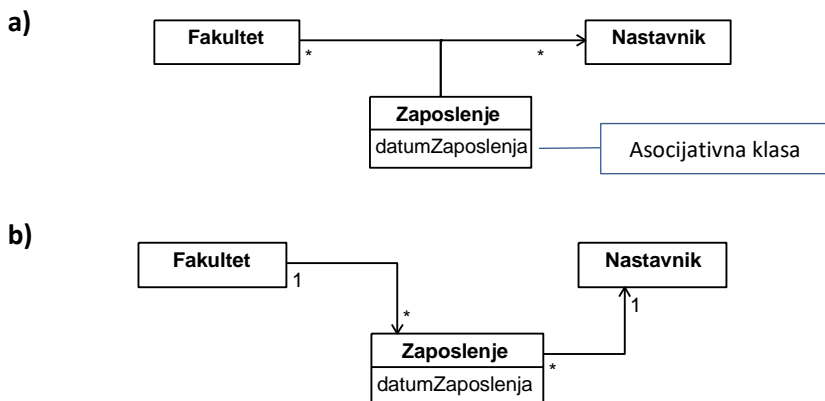 a)
Fakultet
Nastavnik
*
*
Zaposlenje
datumZaposlenja
Asocijativna klasa
b)
Fakultet
Nastavnik
1
1
*
Zaposlenje
*
datumZaposlenja